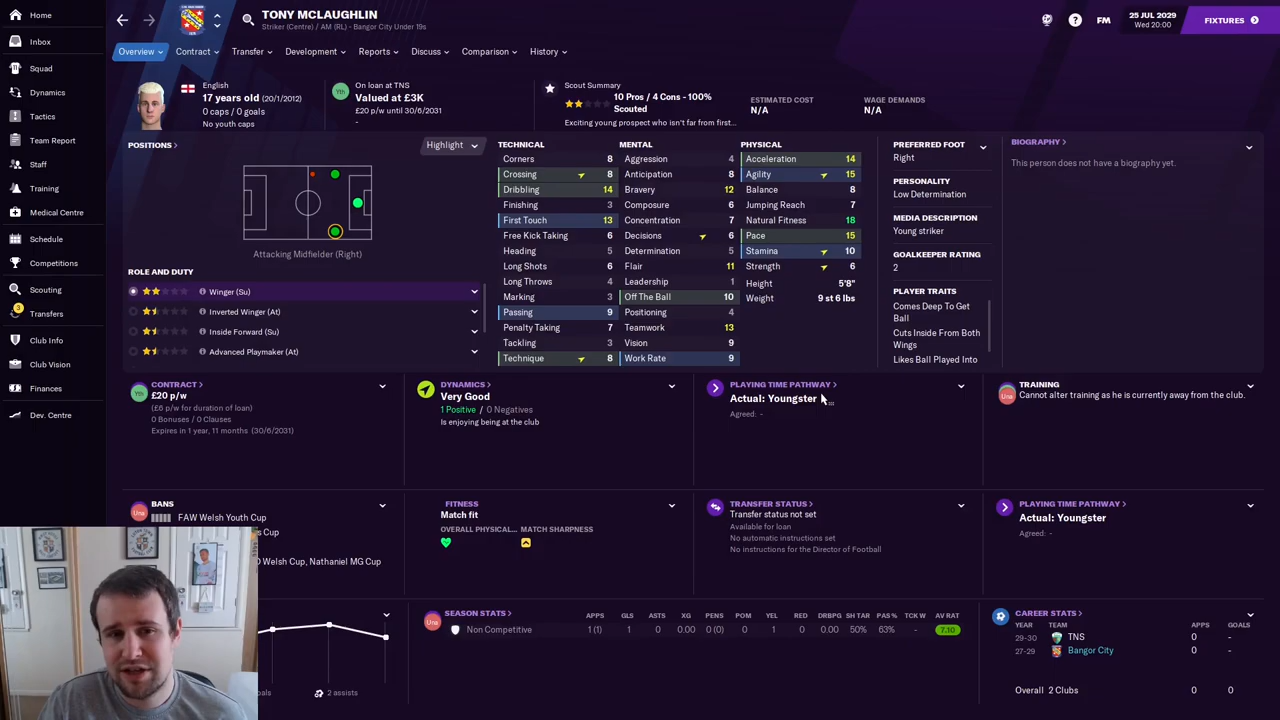 TONY MCLAUGHLIN
Striker (Centre) / AM (RL) - Bangor City Under 19s
FM
25 JUL 2029
Wed 20:00
FIXTURES
Home
Inbox
Squad
Dynamics
Tactics
Team Report
Staff
Training
Medical Centre
Schedule
Competitions
Scouting
3
Transfers
Club Info
Club Vision
Finances
Dev. Centre
Overview
Contract
Transfer
Development
Reports
Discuss
Comparison
History
English
17 years old (20/1/2012)
0 caps / 0 goals
No youth caps
Yth
On loan at TNS
Valued at £3K
£20 p/w until 30/6/2031
-
Scout Summary
10 Pros / 4 Cons - 100%
Scouted
Exciting young prospect who isn't far from first...
ESTIMATED COST
N/A
WAGE DEMANDS
N/A
POSITIONS
Highlight
Attacking Midfielder (Right)
ROLE AND DUTY
Winger (Su)
Inverted Winger (At)
Inside Forward (Su)
Advanced Playmaker (At)
TECHNICAL
Corners 8
Crossing 8
Dribbling 14
Finishing 3
First Touch 13
Free Kick Taking 6
Heading 5
Long Shots 6
Long Throws 4
Marking 3
Passing 9
Penalty Taking 7
Tackling 3
Technique 8
MENTAL
Aggression 4
Anticipation 8
Bravery 12
Composure 6
Concentration 7
Decisions 6
Determination 5
Flair 11
Leadership 1
Off The Ball 10
Positioning 4
Teamwork 13
Vision 9
Work Rate 9
PHYSICAL
Acceleration 14
Agility 15
Balance 8
Jumping Reach 7
Natural Fitness 18
Pace 15
Stamina 10
Strength 6
Height 5'8"
Weight 9 st 6 lbs
PREFERRED FOOT
Right
PERSONALITY
Low Determination
MEDIA DESCRIPTION
Young striker
GOALKEEPER RATING
2
PLAYER TRAITS
Comes Deep To Get
Ball
Cuts Inside From Both
Wings
Likes Ball Played Into
BIOGRAPHY
This person does not have a biography yet.
CONTRACT
Yth
£20 p/w
(£6 p/w for duration of loan)
0 Bonuses / 0 Clauses
Expires in 1 year, 11 months (30/6/2031)
DYNAMICS
Very Good
1 Positive / 0 Negatives
Is enjoying being at the club
PLAYING TIME PATHWAY
Actual: Youngster
Agreed: -
TRAINING
Una
Cannot alter training as he is currently away from the club.
BANS
Una
FAW Welsh Youth Cup
s Cup
D Welsh Cup, Nathaniel MG Cup
FITNESS
Match fit
OVERALL PHYSICAL...
MATCH SHARPNESS
TRANSFER STATUS
Transfer status not set
Available for loan
No automatic instructions set
No instructions for the Director of Football
PLAYING TIME PATHWAY
Actual: Youngster
Agreed: -
oals
2 assists
SEASON STATS
APPS GLS ASTS XG PENS POM YEL RED DRBPG SH TAR PAS % TCK W AV RAT
Una
Non Competitive 1 (1) 1 0 0.00 0 (0) 0 1 0 0.00 50% 63% - 7.10
CAREER STATS
YEAR TEAM APPS GOALS
29-30 TNS 0 -
27-29 Bangor City 0 -
Overall 2 Clubs 0 0